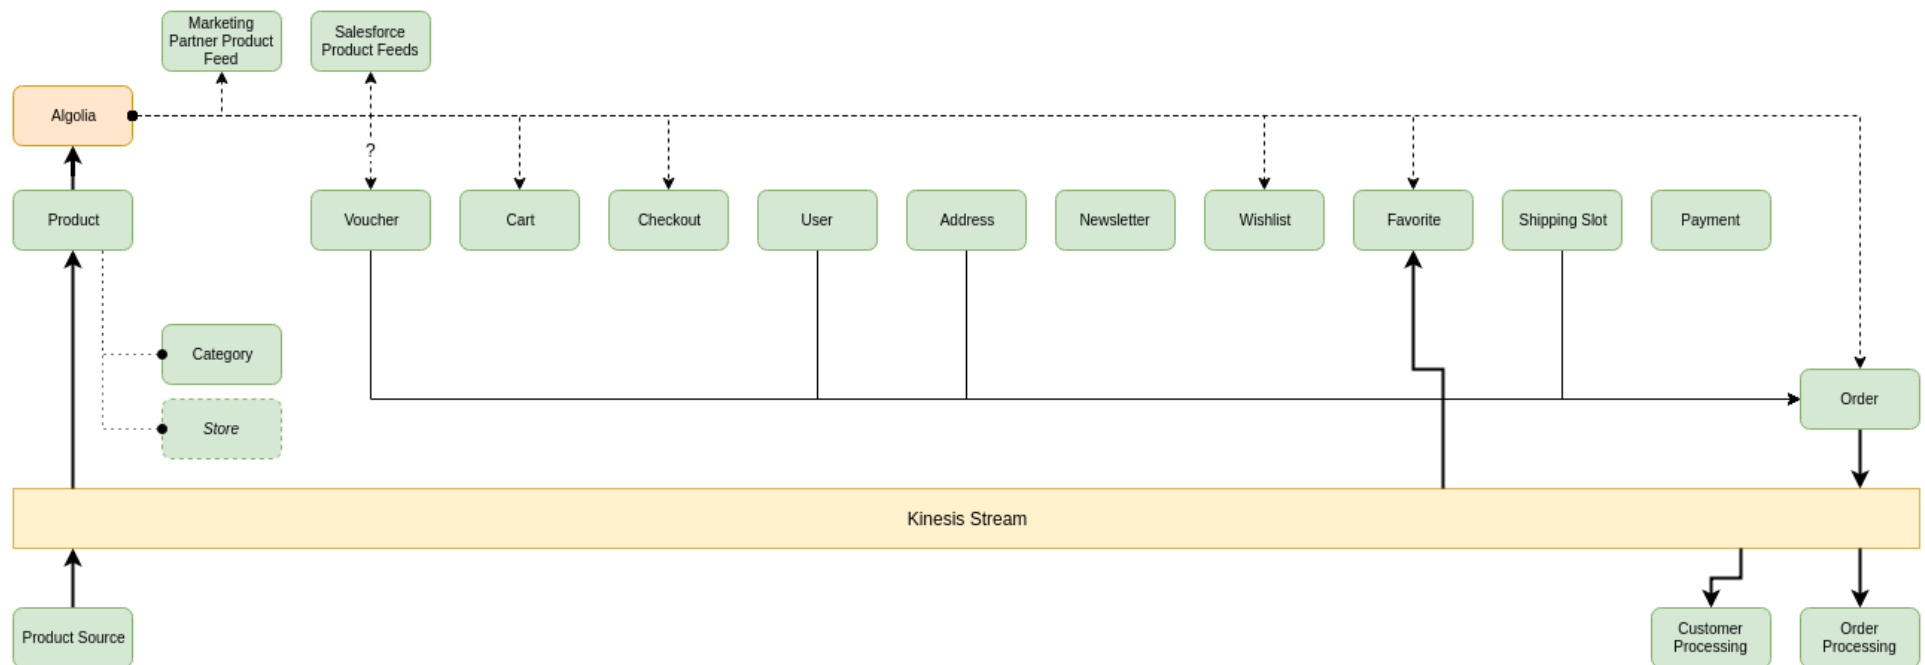 Marketing
Partner Product
Feed
Salesforce
Product Feeds
Algolia
?
Product
Voucher
Cart
Checkout
User
Address
Newsletter
Wishlist
Favorite
Shipping Slot
Payment
Category
Store
Order
Kinesis Stream
Product Source
Customer
Processing
Order
Processing